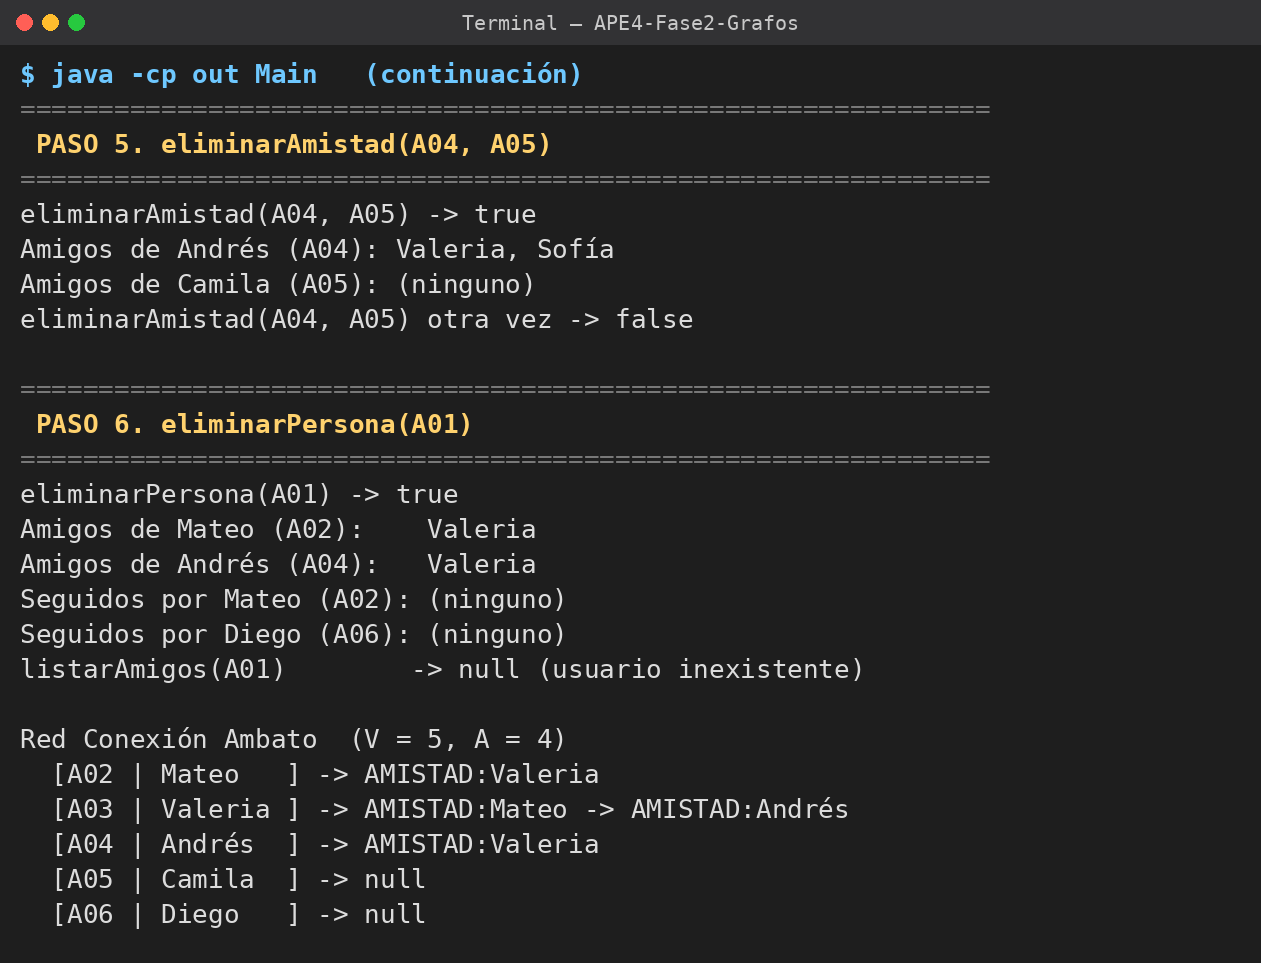 Terminal — APE4-Fase2-Grafos
$ java -cp out Main   (continuación)
==============================================================
 PASO 5. eliminarAmistad(A04, A05)
==============================================================
eliminarAmistad(A04, A05) -> true
Amigos de Andrés (A04): Valeria, Sofía
Amigos de Camila (A05): (ninguno)
eliminarAmistad(A04, A05) otra vez -> false

==============================================================
 PASO 6. eliminarPersona(A01)
==============================================================
eliminarPersona(A01) -> true
Amigos de Mateo (A02):    Valeria
Amigos de Andrés (A04):   Valeria
Seguidos por Mateo (A02): (ninguno)
Seguidos por Diego (A06): (ninguno)
listarAmigos(A01)        -> null (usuario inexistente)

Red Conexión Ambato  (V = 5, A = 4)
  [A02 | Mateo   ] -> AMISTAD:Valeria
  [A03 | Valeria ] -> AMISTAD:Mateo -> AMISTAD:Andrés
  [A04 | Andrés  ] -> AMISTAD:Valeria
  [A05 | Camila  ] -> null
  [A06 | Diego   ] -> null